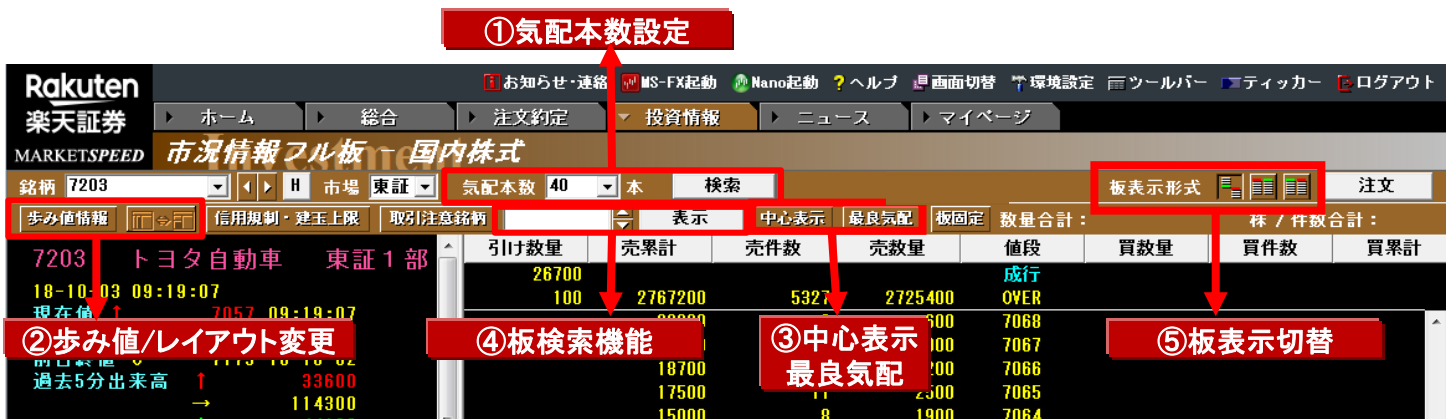 ①気配本数設定
Rakuten
楽天証券
MARKETSPEED
お知らせ・連絡 MS-FX起動 Nano起動 ?ヘルプ 画面切替 環境設定 ツールバー ティッカー ログアウト
ホーム 総合 注文約定 投資情報 ニュース マイページ
市況情報フル板 － 国内株式
銘柄 7203 H 市場 東証 気配本数 40 本 検索 板表示形式 注文
歩み値情報 信用規制・建玉上限 取引注意銘柄 表示 中心表示 最良気配 板固定 数量合計： 株 / 件数合計：
7203 トヨタ自動車 東証１部
18-10-03 09:19:07
現在値 ↑ 7057 09:19:07
過去5分出来高 ↑ 33600
→ 114300
引け数量 売累計 売件数 売数量 値段 買数量 買件数 買累計
26700 成行
100 2767200 5327 2725400 OVER
7068
7067
18700 7066
17500 11 2500 7065
15000 8 1900 7064
②歩み値/レイアウト変更
④板検索機能
③中心表示
最良気配
⑤板表示切替